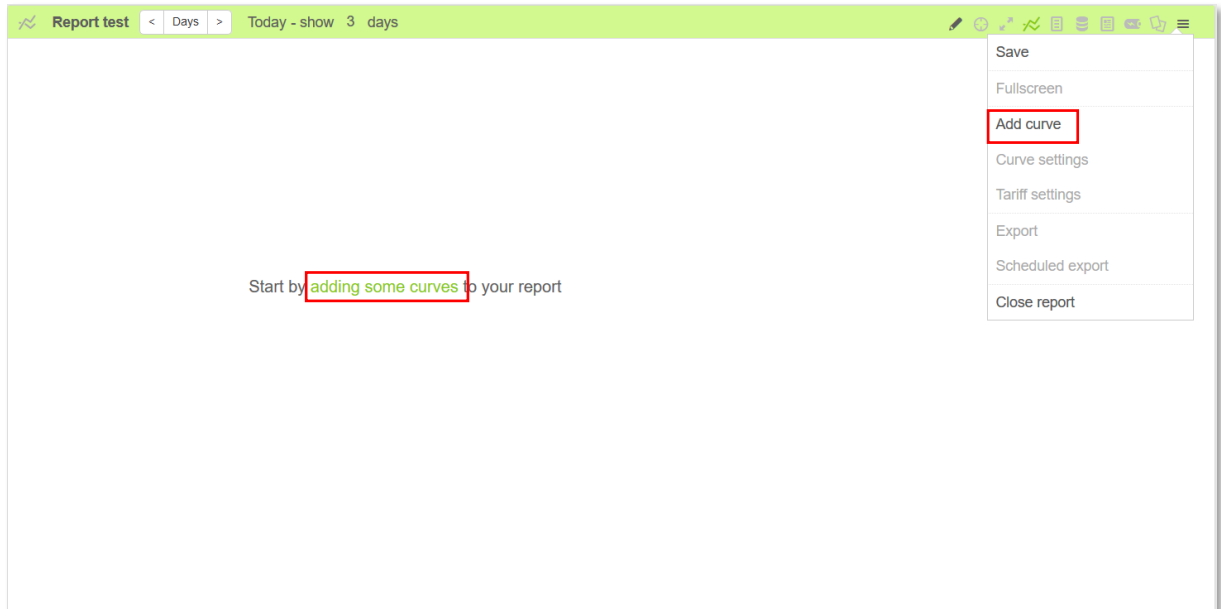 Report test < Days > Today - show 3 days
Save
Fullscreen
Add curve
Curve settings
Tariff settings
Export
Scheduled export
Close report
Start by adding some curves to your report